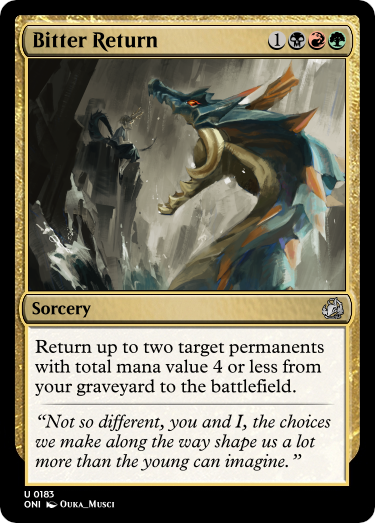 Bitter Return
1
Sorcery
Return up to two target permanents
with total mana value 4 or less from
your graveyard to the battlefield.
“Not so different, you and I, the choices
we make along the way shape us a lot
more than the young can imagine.”
U 0183
ONI Ouka_Musci